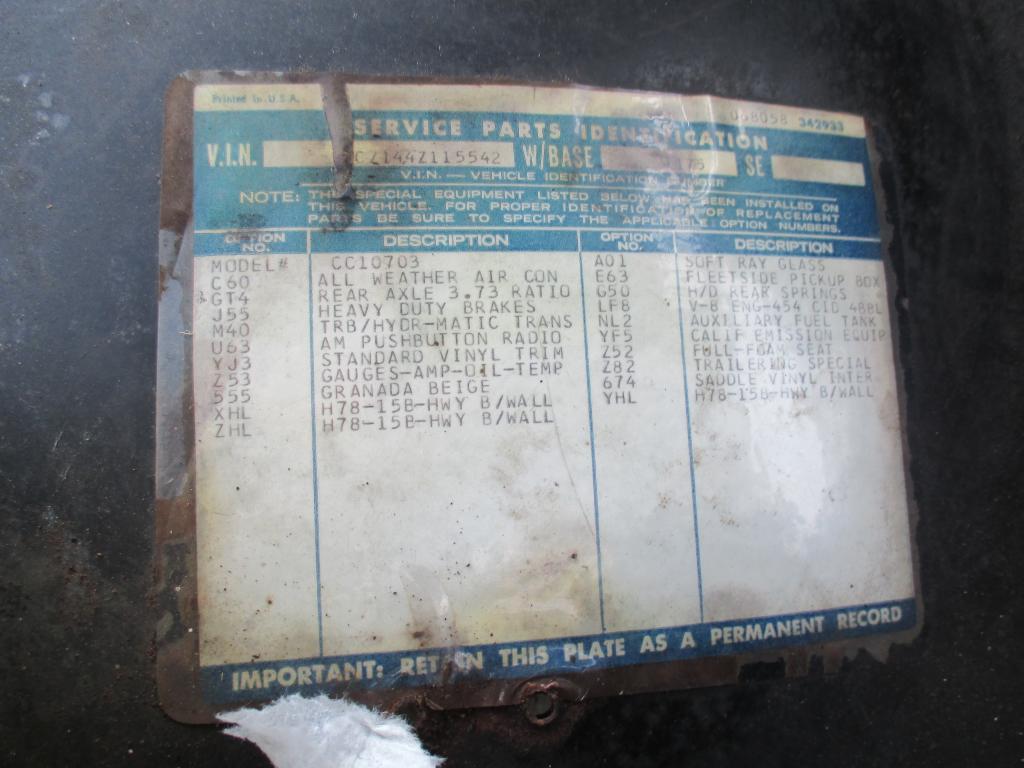 Printed in U.S.A.
068058 342933
SERVICE PARTS IDENTIFICATION
V.I.N. CZ144Z115542 W/BASE SE
V.I.N. — VEHICLE IDENTIFICATION NUMBER
NOTE: THE SPECIAL EQUIPMENT LISTED BELOW HAS BEEN INSTALLED ON
THIS VEHICLE. FOR PROPER IDENTIFICATION OF REPLACEMENT
PARTS BE SURE TO SPECIFY THE APPLICABLE OPTION NUMBERS.
OPTION NO. DESCRIPTION OPTION NO. DESCRIPTION
MODEL# CC10703 A01 SOFT RAY GLASS
C60 ALL WEATHER AIR CON E63 FLEETSIDE PICKUP BOX
GT4 REAR AXLE 3.73 RATIO G50 H/D REAR SPRINGS
J55 HEAVY DUTY BRAKES LF8 V-8 ENG-454 CID 4BBL
M40 TRB/HYDR-MATIC TRANS NL2 AUXILIARY FUEL TANK
U63 AM PUSHBUTTON RADIO YF5 CALIF EMISSION EQUIP
YJ3 STANDARD VINYL TRIM Z52 FULL-FOAM SEAT
Z53 GAUGES-AMP-OIL-TEMP Z82 TRAILERING SPECIAL
555 GRANADA BEIGE 674 SADDLE VINYL INTER
XHL H78-15B-HWY B/WALL YHL H78-15B-HWY B/WALL
ZHL H78-15B-HWY B/WALL
IMPORTANT: RETAIN THIS PLATE AS A PERMANENT RECORD